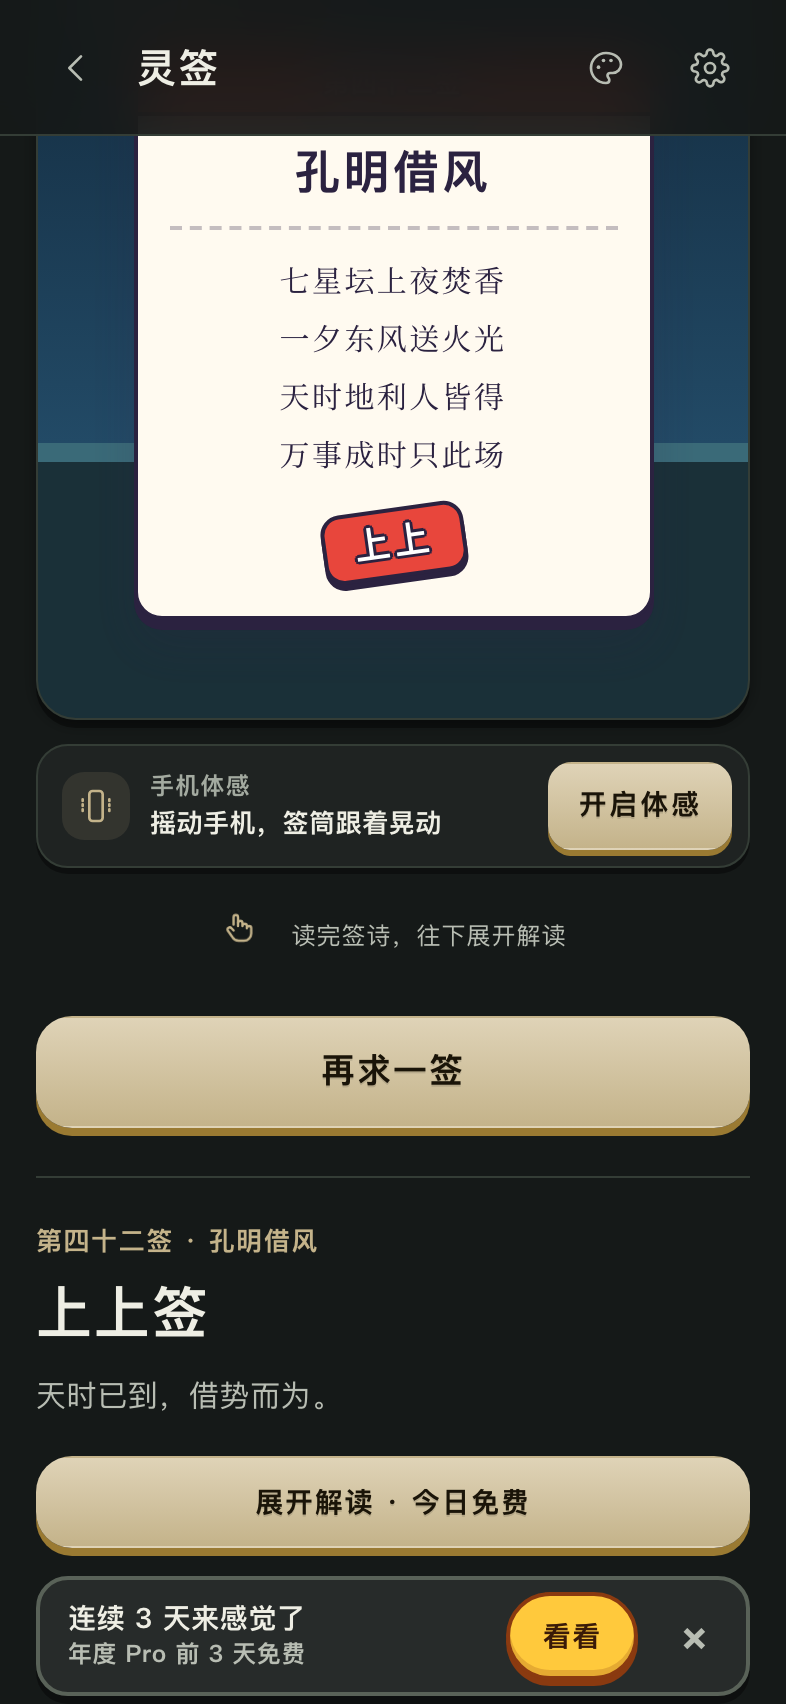 灵签
孔明借风
七星坛上夜焚香
一夕东风送火光
天时地利人皆得
万事成时只此场
上上
手机体感
摇动手机，签筒跟着晃动
开启体感
读完签诗，往下展开解读
再求一签
第四十二签 · 孔明借风
上上签
天时已到，借势而为。
展开解读 · 今日免费
连续 3 天来感觉了
年度 Pro 前 3 天免费
看看